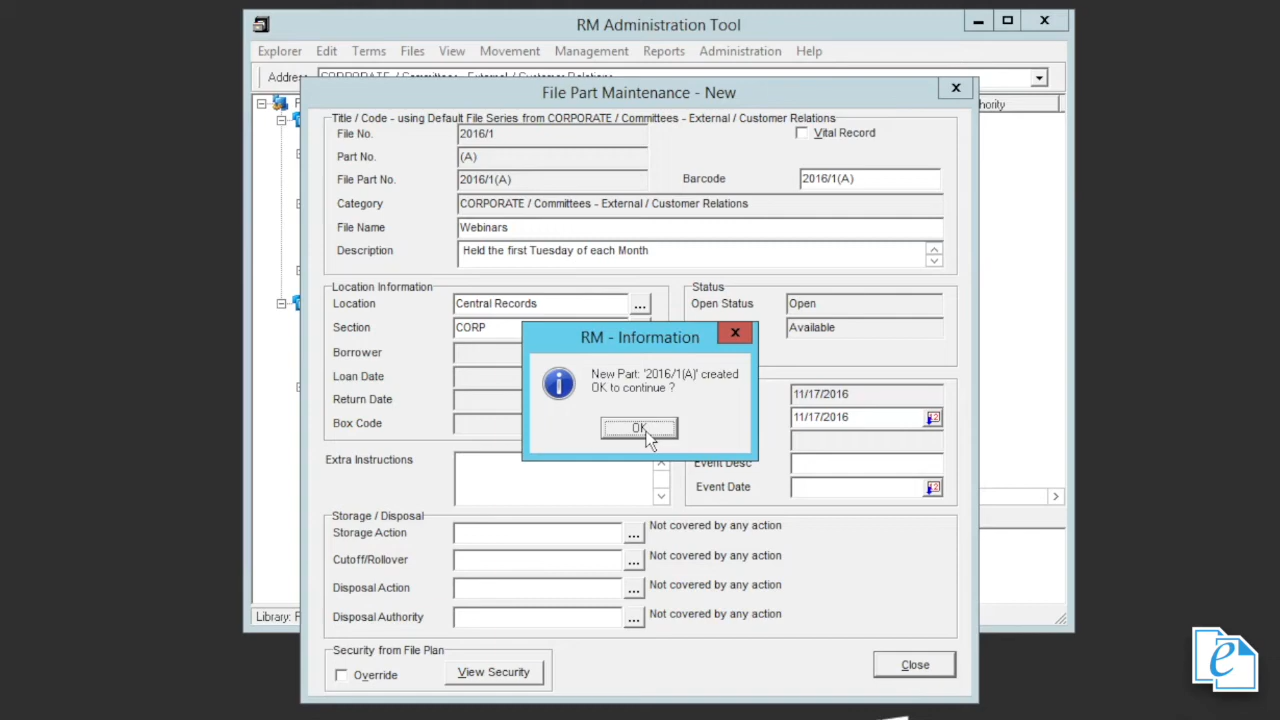 RM Administration Tool
Explorer Edit Terms Files View Movement Management Reports Administration Help
File Part Maintenance - New
Title / Code - using Default File Series from CORPORATE / Committees - External / Customer Relations
File No. 2016/1 Vital Record
Part No. (A)
File Part No. 2016/1(A) Barcode 2016/1(A)
Category CORPORATE / Committees - External / Customer Relations
File Name Webinars
Description Held the first Tuesday of each Month
Location Information Status
Location Central Records ... Open Status Open
Section CORP Available
RM - Information
Borrower
New Part: '2016/1(A)' created
Loan Date
OK to continue ?
11/17/2016
Return Date
11/17/2016
Box Code
OK
Extra Instructions
Event Desc
Event Date
Storage / Disposal
Storage Action ... Not covered by any action
Cutoff/Rollover ... Not covered by any action
Disposal Action ... Not covered by any action
Disposal Authority ... Not covered by any action
Library:
Security from File Plan
Override View Security Close
e